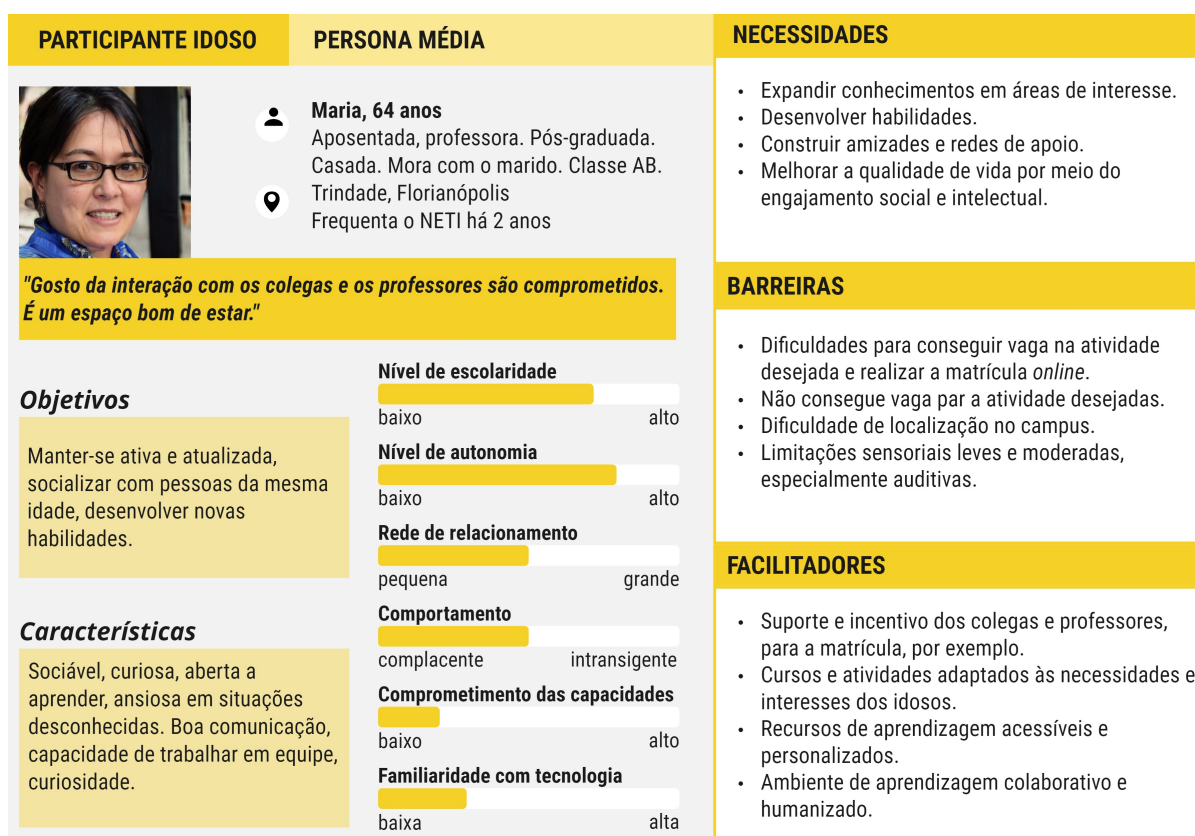 PARTICIPANTE IDOSO
PERSONA MÉDIA
Maria, 64 anos
Aposentada, professora. Pós-graduada.
Casada. Mora com o marido. Classe AB.
Trindade, Florianópolis
Frequenta o NETI há 2 anos
"Gosto da interação com os colegas e os professores são comprometidos.
É um espaço bom de estar."
Objetivos
Manter-se ativa e atualizada,
socializar com pessoas da mesma
idade, desenvolver novas
habilidades.
Características
Sociável, curiosa, aberta a
aprender, ansiosa em situações
desconhecidas. Boa comunicação,
capacidade de trabalhar em equipe,
curiosidade.
Nível de escolaridade
baixo alto
Nível de autonomia
baixo alto
Rede de relacionamento
pequena grande
Comportamento
complacente intransigente
Comprometimento das capacidades
baixo alto
Familiaridade com tecnologia
baixa alta
NECESSIDADES
• Expandir conhecimentos em áreas de interesse.
• Desenvolver habilidades.
• Construir amizades e redes de apoio.
• Melhorar a qualidade de vida por meio do
engajamento social e intelectual.
BARREIRAS
• Dificuldades para conseguir vaga na atividade
desejada e realizar a matrícula online.
• Não consegue vaga par a atividade desejadas.
• Dificuldade de localização no campus.
• Limitações sensoriais leves e moderadas,
especialmente auditivas.
FACILITADORES
• Suporte e incentivo dos colegas e professores,
para a matrícula, por exemplo.
• Cursos e atividades adaptados às necessidades e
interesses dos idosos.
• Recursos de aprendizagem acessíveis e
personalizados.
• Ambiente de aprendizagem colaborativo e
humanizado.